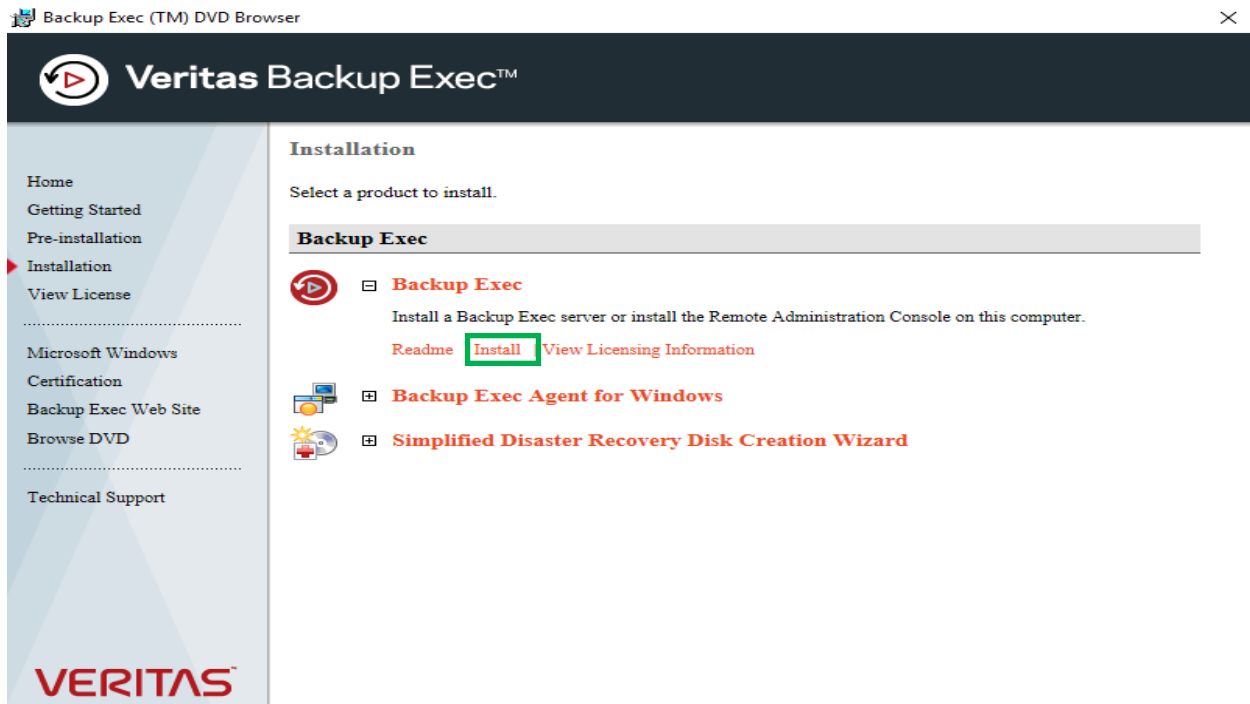 Backup Exec (TM) DVD Browser
Veritas Backup Exec™
Home
Getting Started
Pre-installation
Installation
View License
Microsoft Windows
Certification
Backup Exec Web Site
Browse DVD
Technical Support
VERITAS™
Installation
Select a product to install.
Backup Exec
Backup Exec
Install a Backup Exec server or install the Remote Administration Console on this computer.
Readme Install | View Licensing Information
Backup Exec Agent for Windows
Simplified Disaster Recovery Disk Creation Wizard